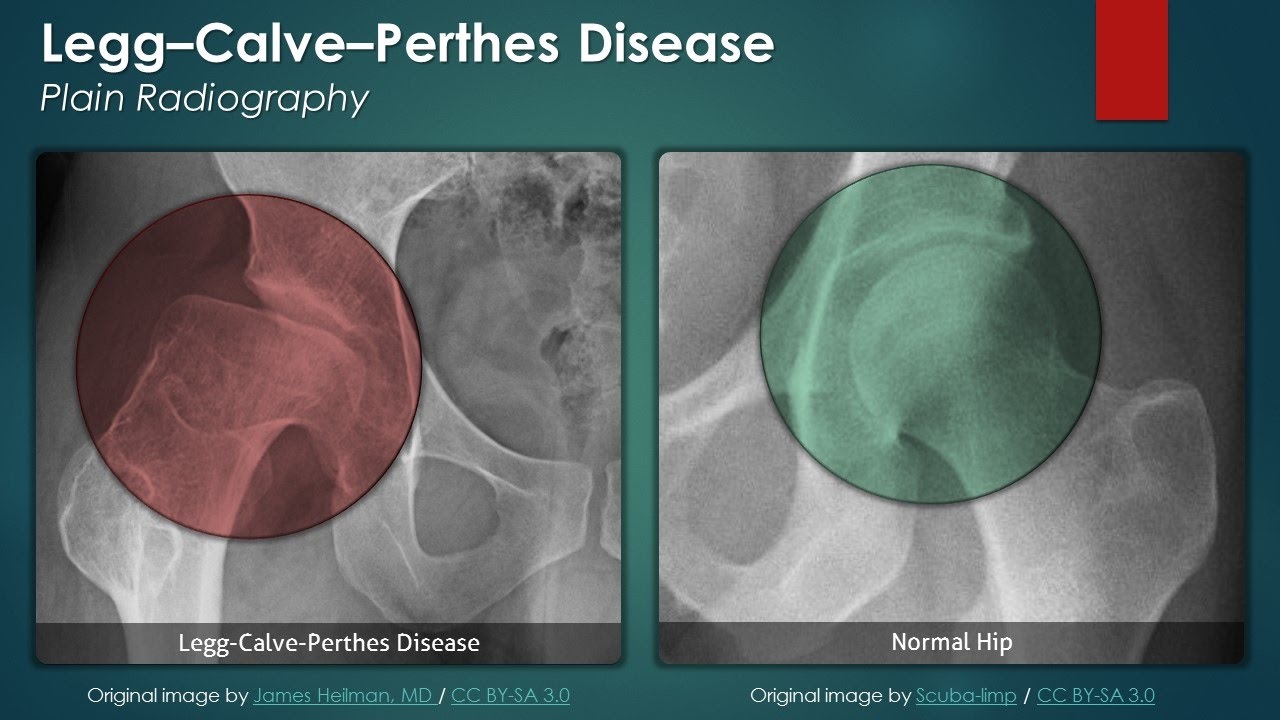 Legg–Calve–Perthes Disease
Plain Radiography
Legg-Calve-Perthes Disease
Normal Hip
Original image by James Heilman, MD / CC BY-SA 3.0
Original image by Scuba-limp / CC BY-SA 3.0